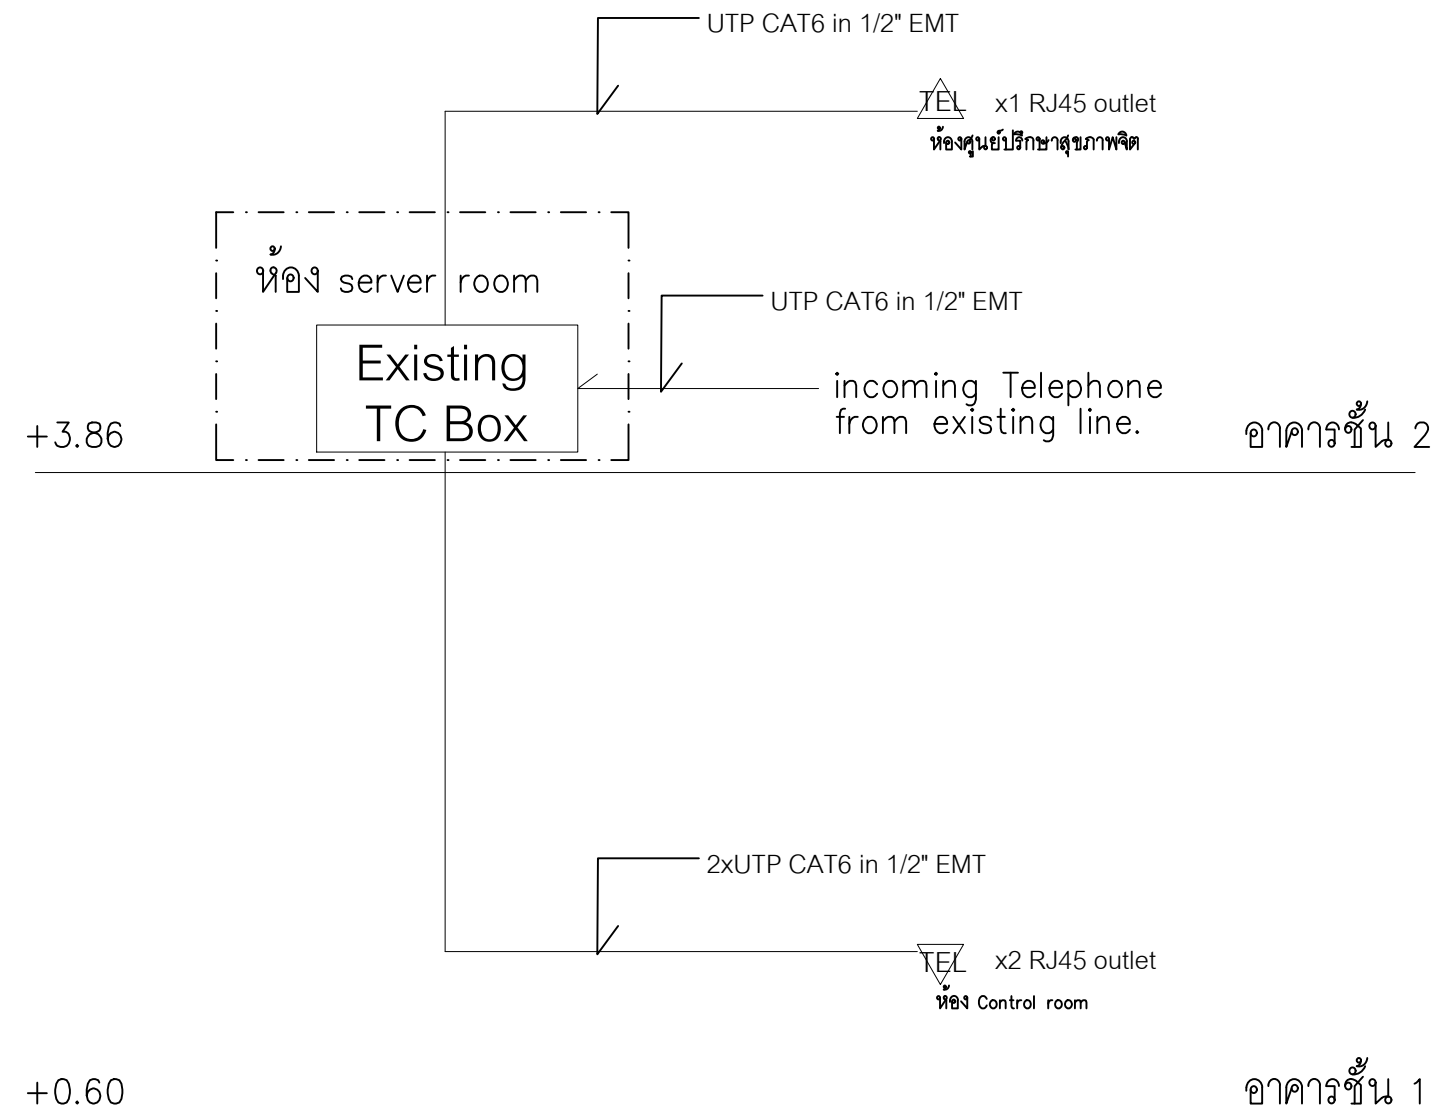 UTP CAT6 in 1/2" EMT
TEL x1 RJ45 outlet
ห้องศูนย์ปรึกษาสุขภาพจิต
ห้อง server room
UTP CAT6 in 1/2" EMT
Existing
TC Box
incoming Telephone
from existing line.
+3.86
อาคารชั้น 2
2xUTP CAT6 in 1/2" EMT
TEL x2 RJ45 outlet
ห้อง Control room
+0.60
อาคารชั้น 1